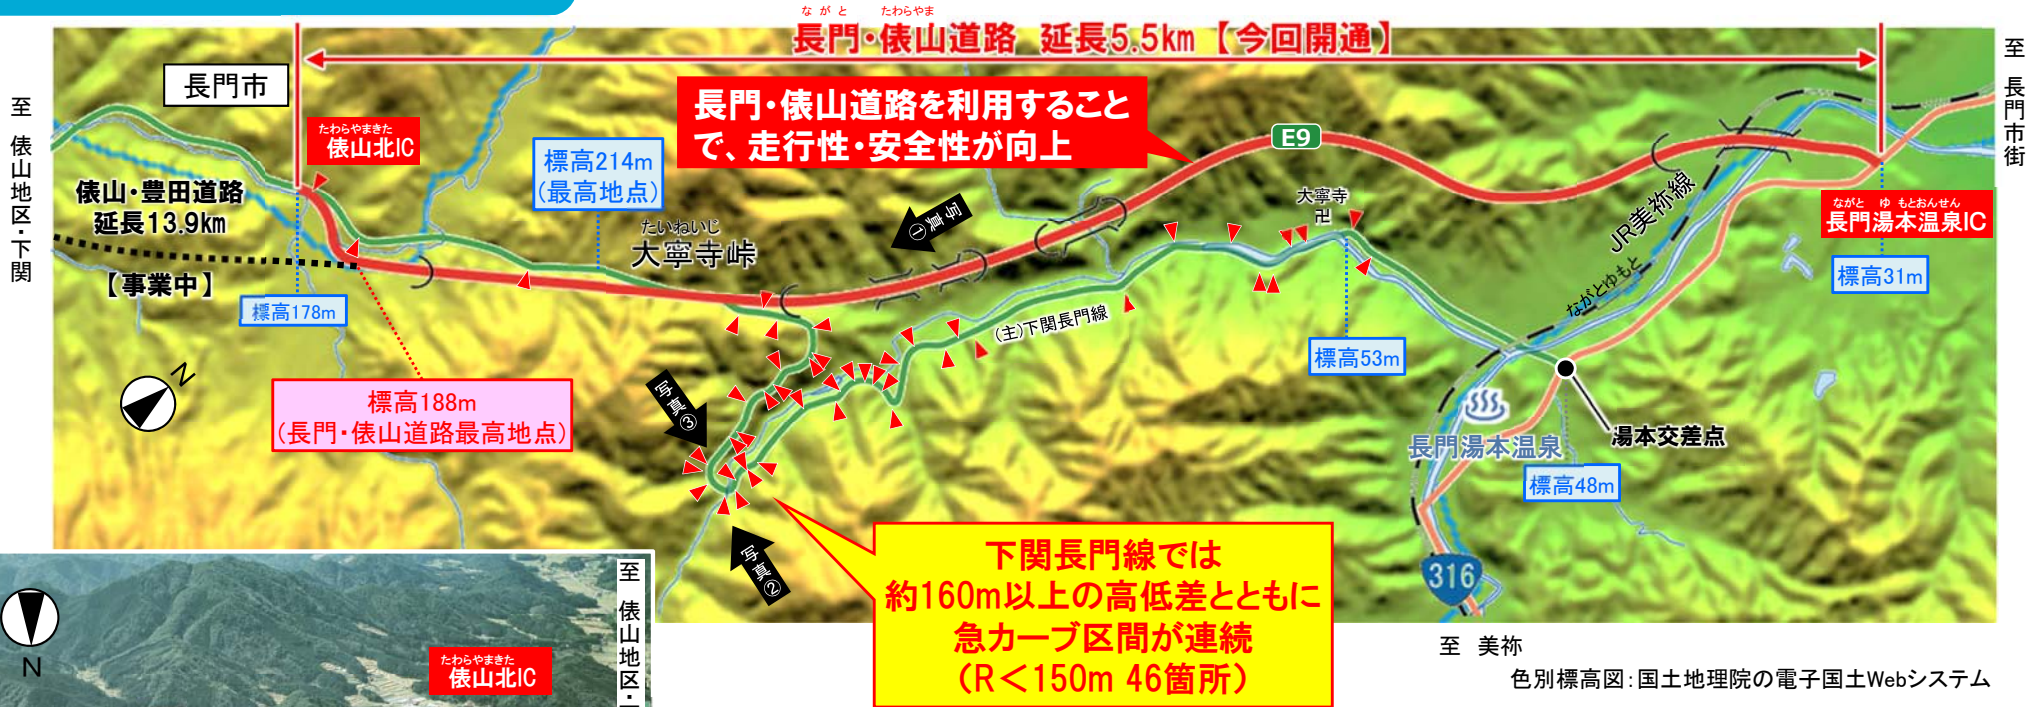 ながと たわらやま
長門・俵山道路 延長5.5km【今回開通】
至 長門市街
至 俵山地区・下関
長門市
たわらやまきた
俵山北IC
長門・俵山道路を利用すること
で、走行性・安全性が向上
E9
標高214m
(最高地点)
俵山・豊田道路
延長13.9km
【事業中】
たいねいじ
大寧寺峠
写真①
大寧寺
卍
JR美祢線
ながと ゆもとおんせん
長門湯本温泉IC
標高31m
標高178m
ながとゆもと
(主)下関長門線
標高53m
N
標高188m
(長門・俵山道路最高地点)
写真③
長門湯本温泉
湯本交差点
標高48m
写真②
下関長門線では
約160m以上の高低差とともに
急カーブ区間が連続
(R<150m 46箇所)
316
至 美祢
色別標高図:国土地理院の電子国土Webシステム
N
たわらやまきた
俵山北IC
至 俵山地区・